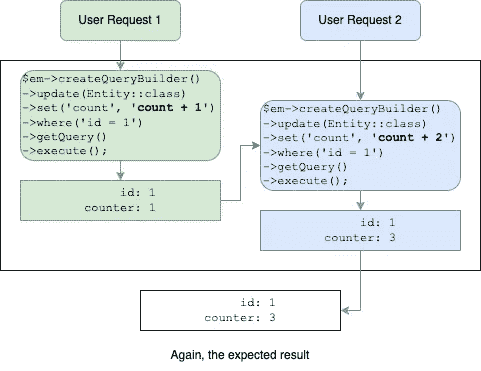 User Request 1
User Request 2
$em->createQueryBuilder()
->update(Entity::class)
->set('count', 'count + 1')
->where('id = 1')
->getQuery()
->execute();
$em->createQueryBuilder()
->update(Entity::class)
->set('count', 'count + 2')
->where('id = 1')
->getQuery()
->execute();
id: 1
counter: 1
id: 1
counter: 3
id: 1
counter: 3
Again, the expected result